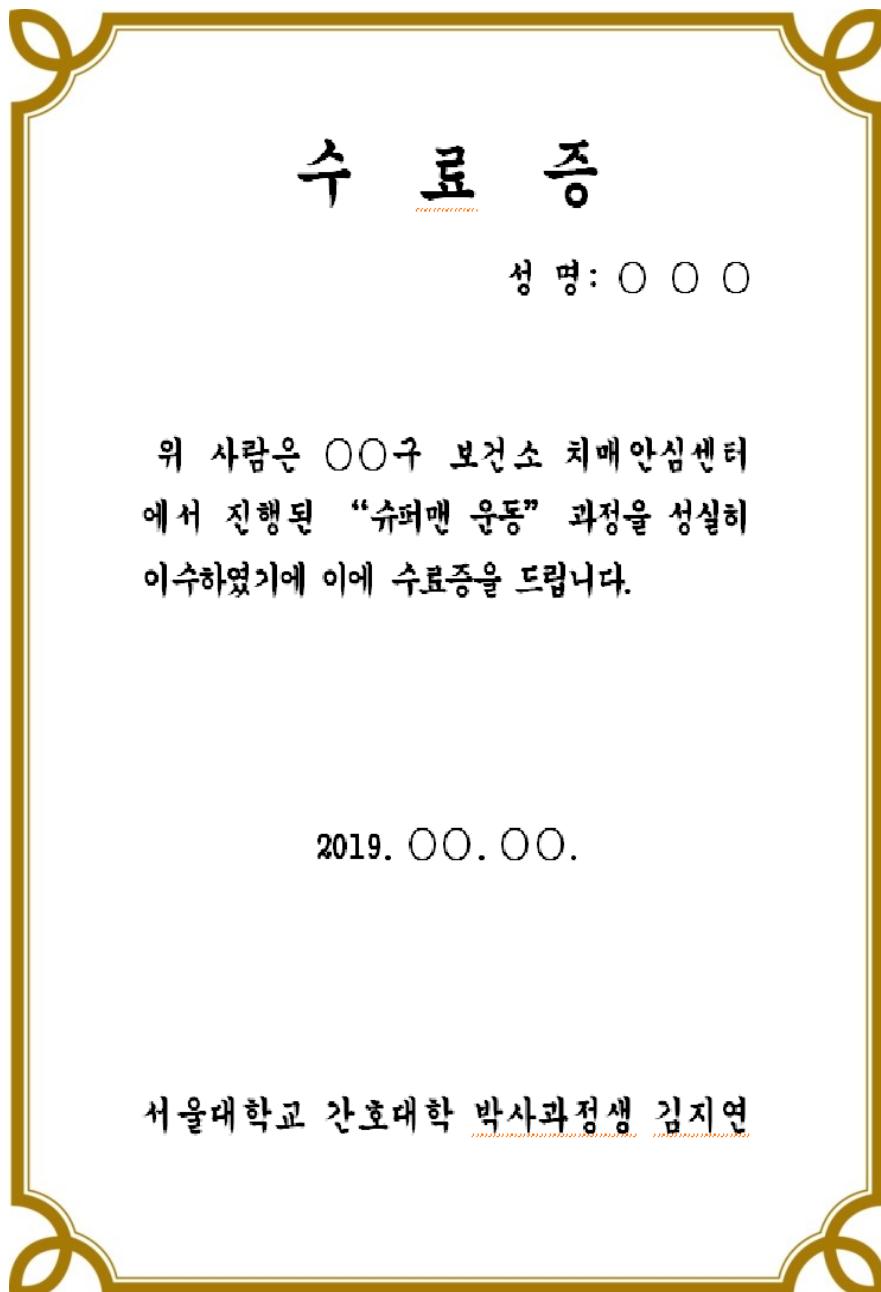 수 료 증
성 명: ○ ○ ○
위 사람은 ○○구 보건소 치매안심센터
에서 진행된 “슈퍼맨 운동” 과정을 성실히
이수하였기에 이에 수료증을 드립니다.
2019. ○○. ○○.
서울대학교 간호대학 박사과정생 김지연